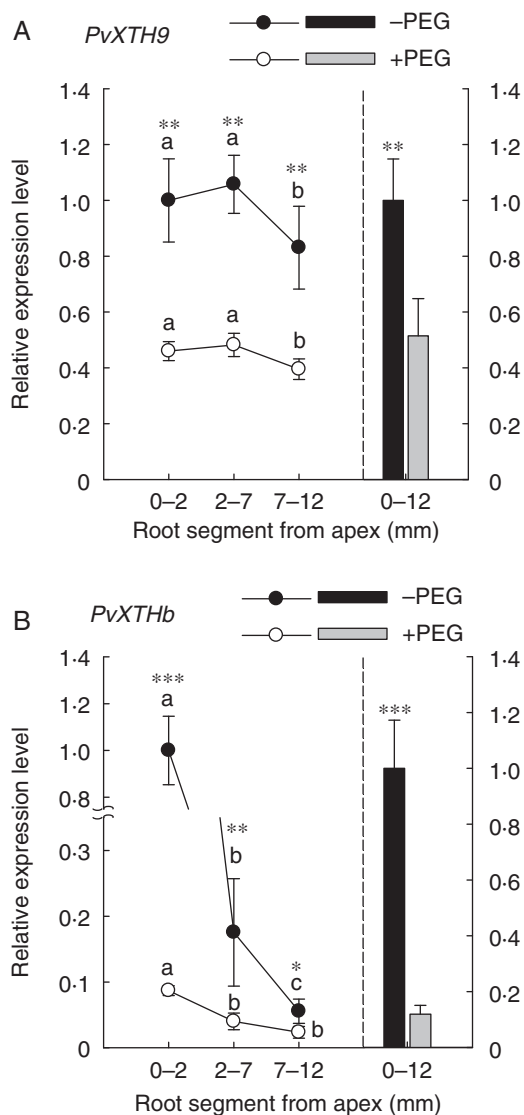 A
PvXTH9
–PEG
+PEG
1·4 1·4
** ** **
1·2 a a ** 1·2
b
1·0 1·0
0·8 0·8
0·6 0·6
a a b
0·4 0·4
0·2 0·2
0 0
0–2 2–7 7–12 0–12
Root segment from apex (mm)
Relative expression level
B
PvXTHb
–PEG
+PEG
1·4 1·4
*** ***
1·2 a 1·2
1·0
0·8 1·0
0·3 ** 0·8
b
0·2 0·6
* 0·4
0·1 a b c 0·2
b
0 0
0–2 2–7 7–12 0–12
Root segment from apex (mm)
Relative expression level